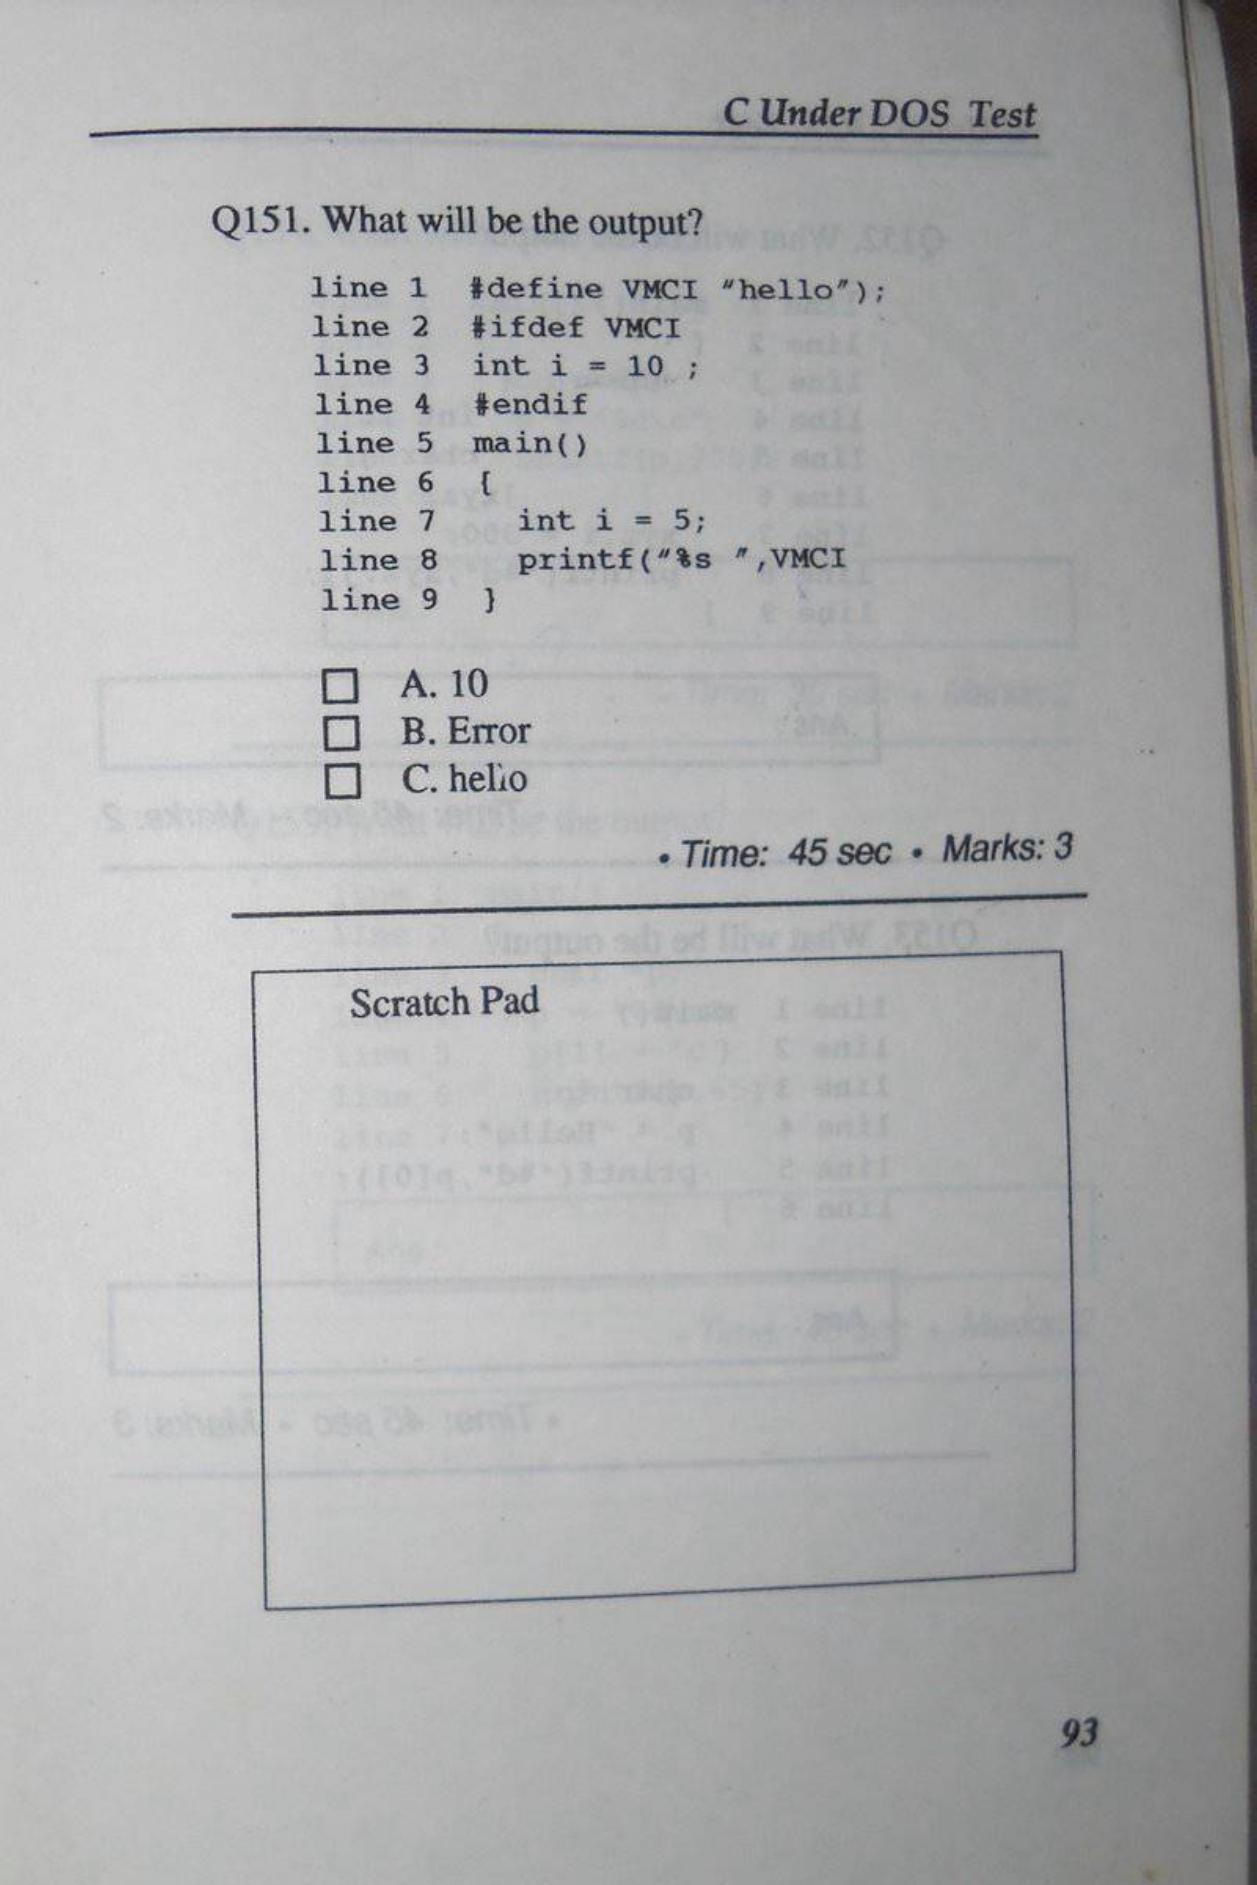 C Under DOS Test
Q151. What will be the output?
line 1 #define VMCI "hello");
line 2 #ifdef VMCI
line 3 int i = 10 ;
line 4 #endif
line 5 main()
line 6 {
line 7 int i = 5;
line 8 printf("%s ",VMCI
line 9 }
A. 10
B. Error
C. hello
• Time: 45 sec • Marks: 3
Scratch Pad
93